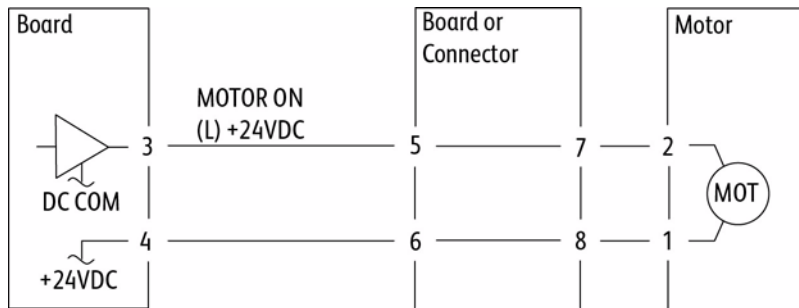 Board
Board or
Connector
Motor
MOTOR ON
(L) +24VDC
3
5
7
2
DC COM
MOT
4
6
8
1
+24VDC